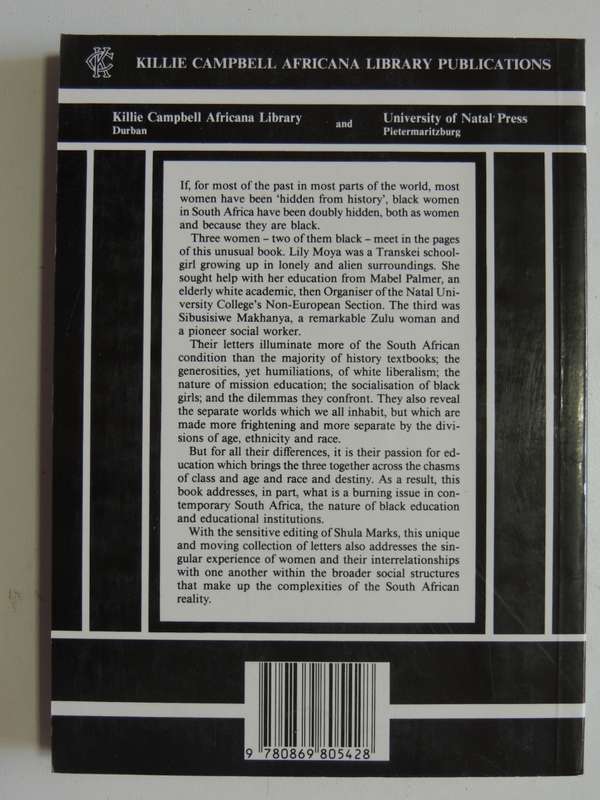 KC
KILLIE CAMPBELL AFRICANA LIBRARY PUBLICATIONS
Killie Campbell Africana Library
Durban
and
University of Natal Press
Pietermaritzburg
If, for most of the past in most parts of the world, most
women have been 'hidden from history', black women
in South Africa have been doubly hidden, both as women
and because they are black.
Three women – two of them black – meet in the pages
of this unusual book. Lily Moya was a Transkei school-
girl growing up in lonely and alien surroundings. She
sought help with her education from Mabel Palmer, an
elderly white academic, then Organiser of the Natal Uni-
versity College's Non-European Section. The third was
Sibusisiwe Makhanya, a remarkable Zulu woman and
a pioneer social worker.
Their letters illuminate more of the South African
condition than the majority of history textbooks; the
generosities, yet humiliations, of white liberalism; the
nature of mission education; the socialisation of black
girls; and the dilemmas they confront. They also reveal
the separate worlds which we all inhabit, but which are
made more frightening and more separate by the divi-
sions of age, ethnicity and race.
But for all their differences, it is their passion for ed-
ucation which brings the three together across the chasms
of class and age and race and destiny. As a result, this
book addresses, in part, what is a burning issue in con-
temporary South Africa, the nature of black education
and educational institutions.
With the sensitive editing of Shula Marks, this unique
and moving collection of letters also addresses the sin-
gular experience of women and their interrelationships
with one another within the broader social structures
that make up the complexities of the South African
reality.
9 780869 805428